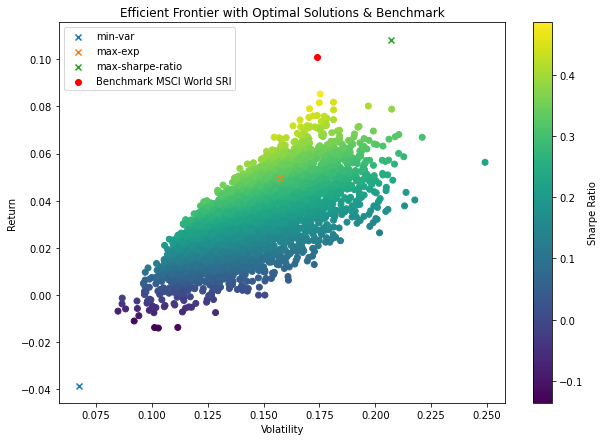 Efficient Frontier with Optimal Solutions & Benchmark
min-var
max-exp
max-sharpe-ratio
Benchmark MSCI World SRI
0.10
0.08
0.06
0.04
0.02
0.00
−0.02
−0.04
Return
0.075
0.100
0.125
0.150
0.175
0.200
0.225
0.250
Volatility
0.4
0.3
0.2
0.1
0.0
−0.1
Sharpe Ratio